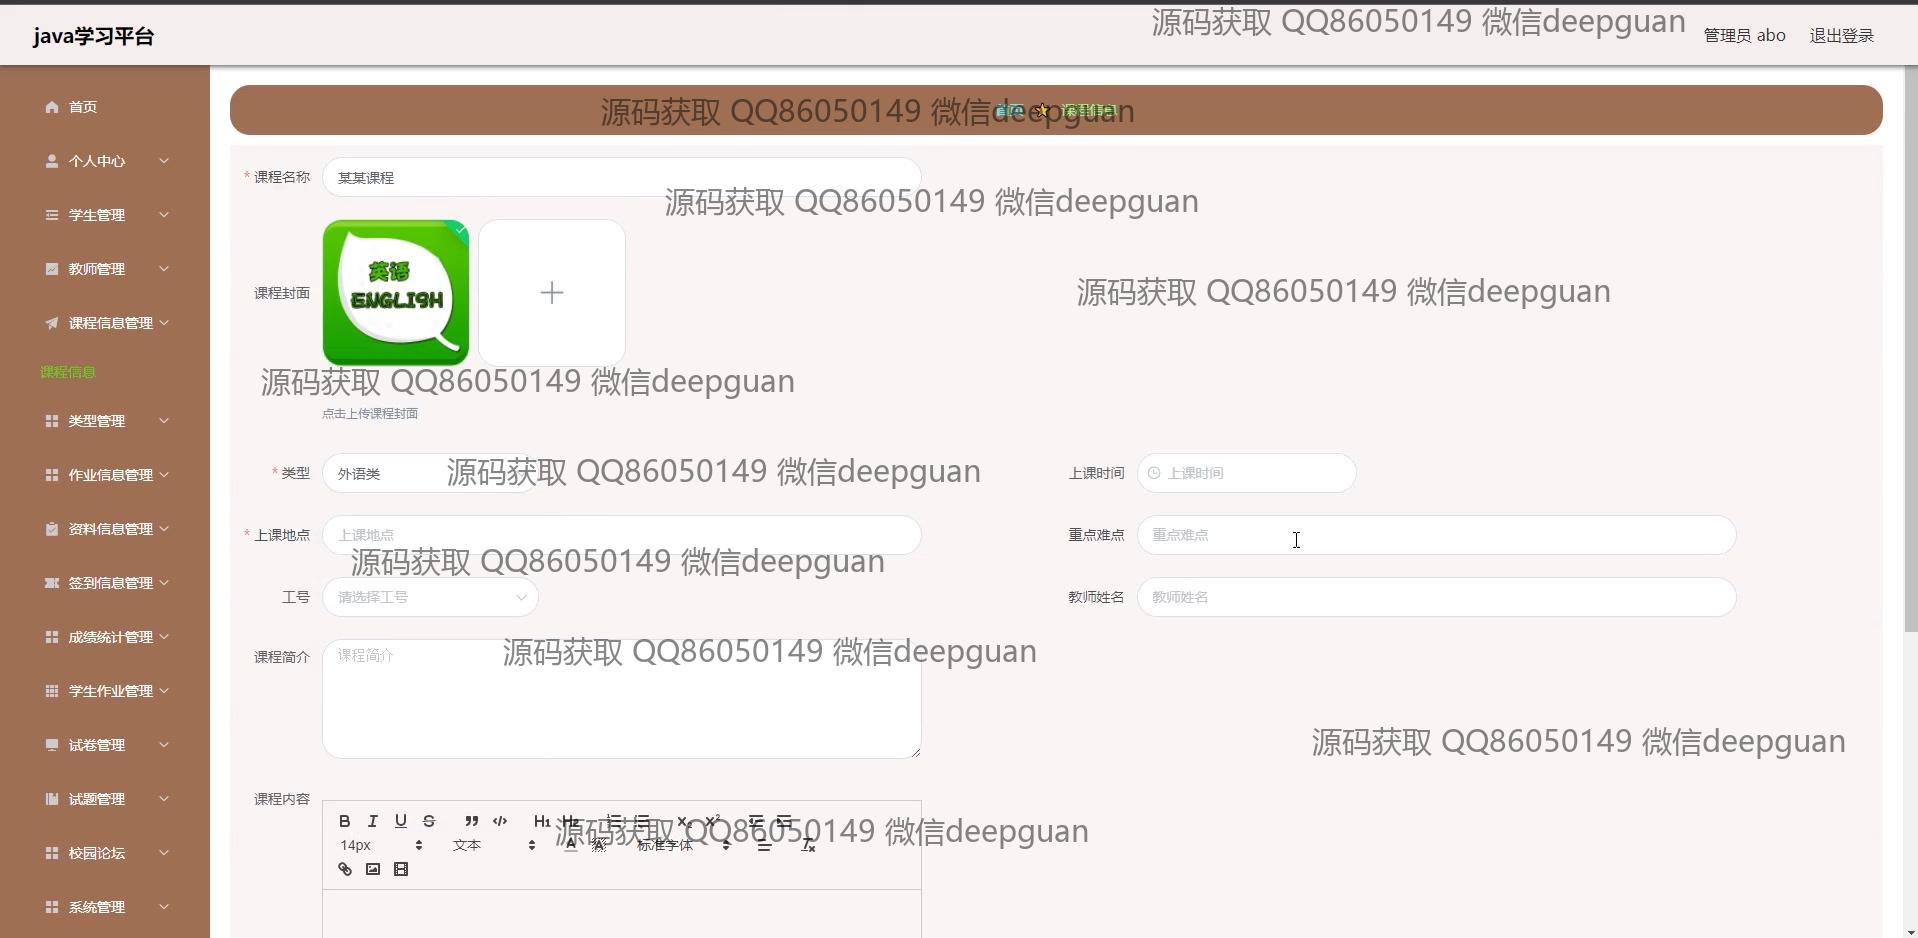 java学习平台
源码获取 QQ86050149 微信deepguan
管理员 abo
退出登录
首页
个人中心
学生管理
教师管理
课程信息管理
课程信息
类型管理
作业信息管理
资料信息管理
签到信息管理
成绩统计管理
学生作业管理
试卷管理
试题管理
校园论坛
系统管理
首页 课程信息
源码获取 QQ86050149 微信deepguan
* 课程名称 某某课程
源码获取 QQ86050149 微信deepguan
课程封面
英语
ENGLISH
源码获取 QQ86050149 微信deepguan
源码获取 QQ86050149 微信deepguan
点击上传课程封面
* 类型 外语类
源码获取 QQ86050149 微信deepguan
上课时间 上课时间
* 上课地点 上课地点
重点难点 重点难点
源码获取 QQ86050149 微信deepguan
工号 请选择工号
教师姓名 教师姓名
课程简介 课程简介
源码获取 QQ86050149 微信deepguan
源码获取 QQ86050149 微信deepguan
课程内容
B I U S H1 H2 X2 X2
源码获取 QQ86050149 微信deepguan
14px 文本 A A 标准字体 Tx